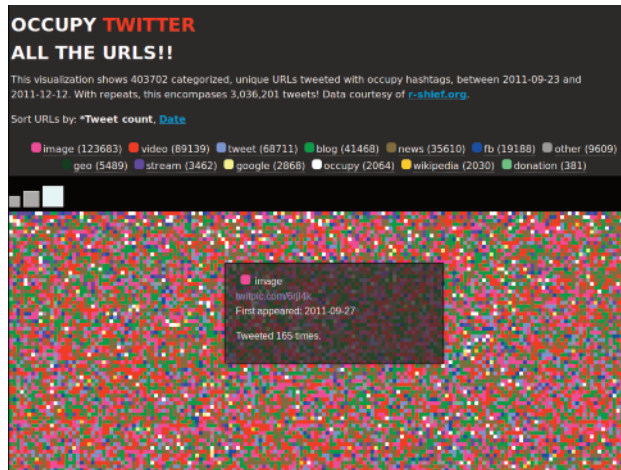 OCCUPY TWITTER
ALL THE URLS!!
This visualization shows 403702 categorized, unique URLs tweeted with occupy hashtags, between 2011-09-23 and
2011-12-12. With repeats, this encompases 3,036,201 tweets! Data courtesy of r-shief.org.
Sort URLs by: *Tweet count, Date
image (123683) video (89139) tweet (68711) blog (41468) news (35610) fb (19188) other (9609)
geo (5489) stream (3462) google (2868) occupy (2064) wikipedia (2030) donation (381)
image
First appeared: 2011-09-27
Tweeted 165 times.